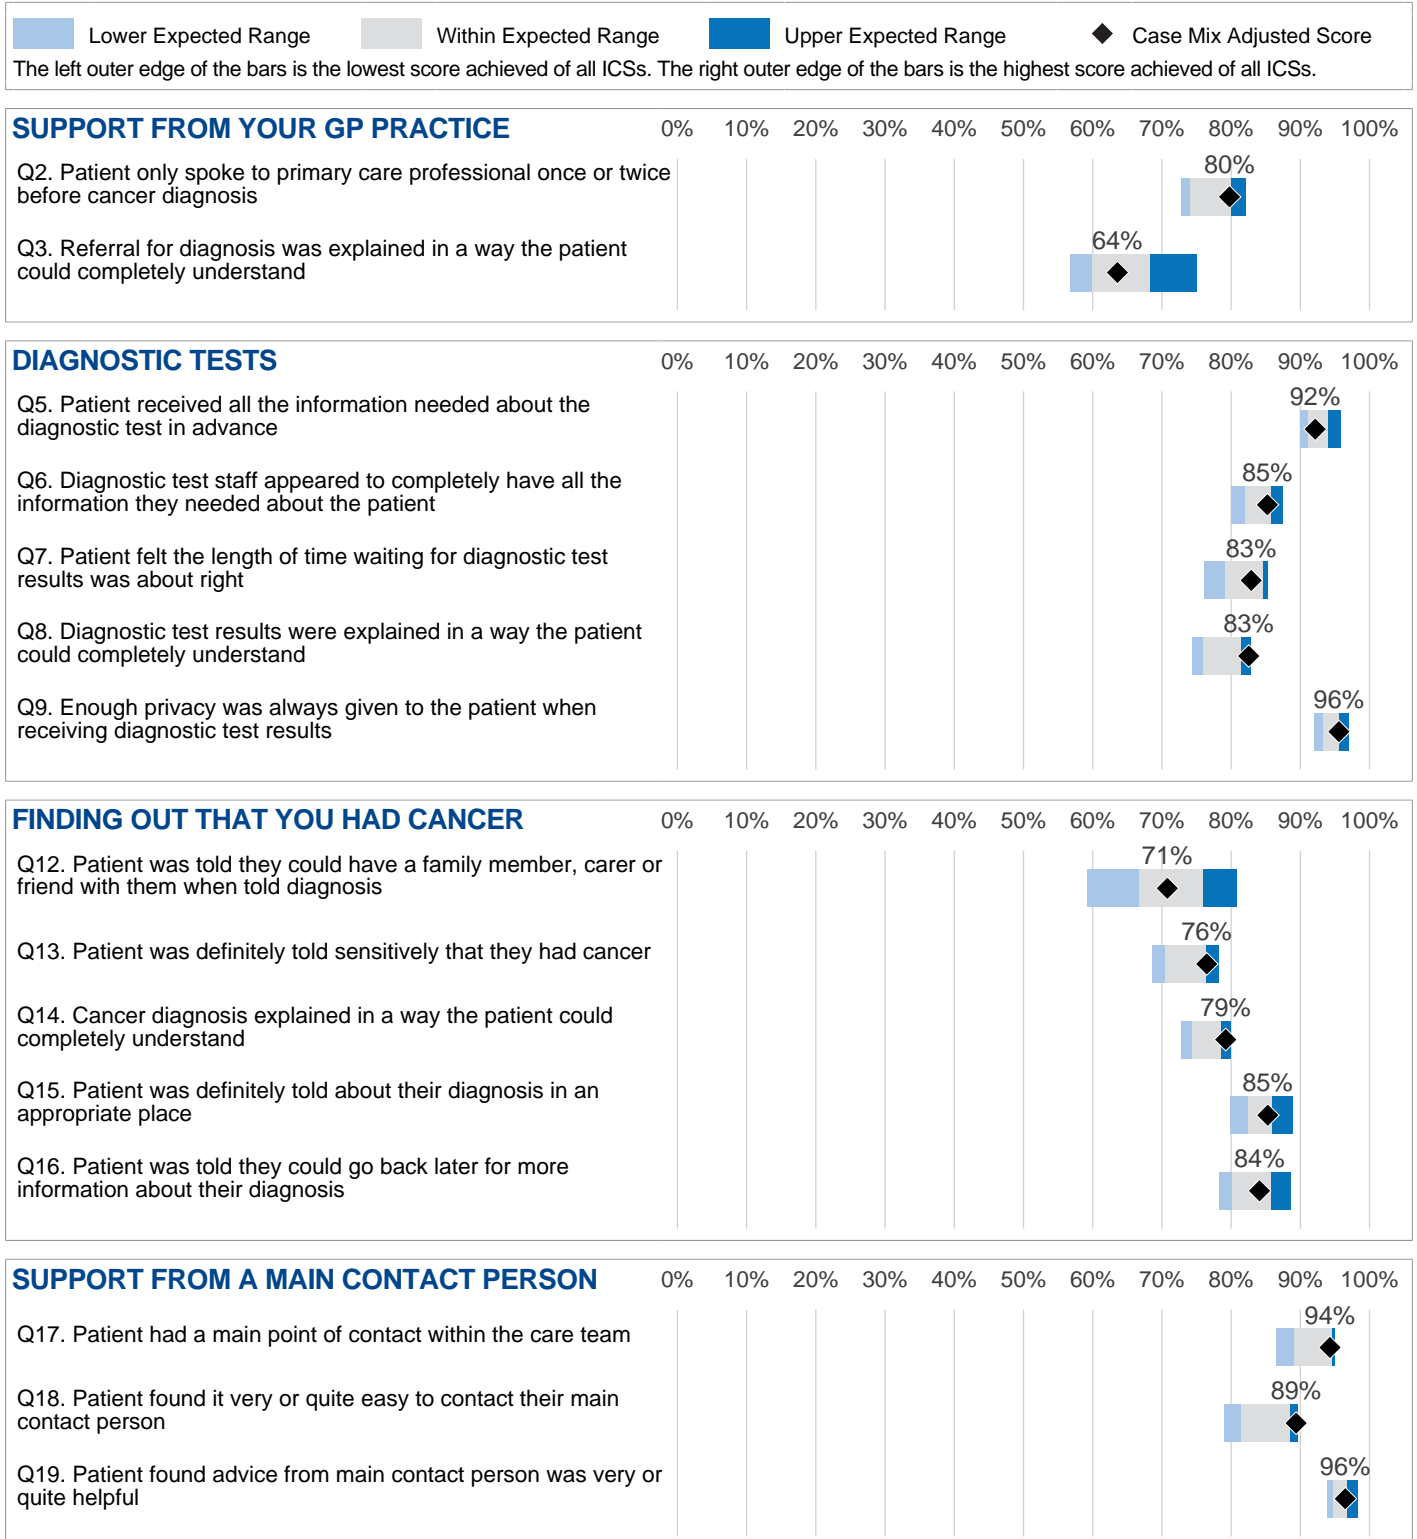 Lower Expected Range Within Expected Range Upper Expected Range Case Mix Adjusted Score
The left outer edge of the bars is the lowest score achieved of all ICSs. The right outer edge of the bars is the highest score achieved of all ICSs.
SUPPORT FROM YOUR GP PRACTICE 0% 10% 20% 30% 40% 50% 60% 70% 80% 90% 100%
Q2. Patient only spoke to primary care professional once or twice
before cancer diagnosis
80%
Q3. Referral for diagnosis was explained in a way the patient
could completely understand
64%
DIAGNOSTIC TESTS 0% 10% 20% 30% 40% 50% 60% 70% 80% 90% 100%
Q5. Patient received all the information needed about the
diagnostic test in advance
92%
Q6. Diagnostic test staff appeared to completely have all the
information they needed about the patient
85%
Q7. Patient felt the length of time waiting for diagnostic test
results was about right
83%
Q8. Diagnostic test results were explained in a way the patient
could completely understand
83%
Q9. Enough privacy was always given to the patient when
receiving diagnostic test results
96%
FINDING OUT THAT YOU HAD CANCER 0% 10% 20% 30% 40% 50% 60% 70% 80% 90% 100%
Q12. Patient was told they could have a family member, carer or
friend with them when told diagnosis
71%
Q13. Patient was definitely told sensitively that they had cancer
76%
Q14. Cancer diagnosis explained in a way the patient could
completely understand
79%
Q15. Patient was definitely told about their diagnosis in an
appropriate place
85%
Q16. Patient was told they could go back later for more
information about their diagnosis
84%
SUPPORT FROM A MAIN CONTACT PERSON 0% 10% 20% 30% 40% 50% 60% 70% 80% 90% 100%
Q17. Patient had a main point of contact within the care team
94%
Q18. Patient found it very or quite easy to contact their main
contact person
89%
Q19. Patient found advice from main contact person was very or
quite helpful
96%